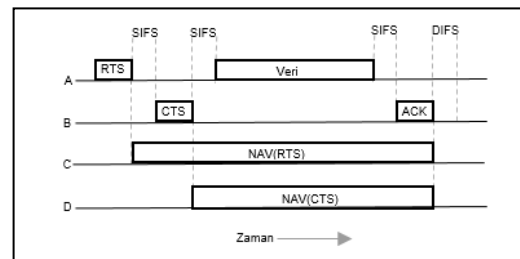 SIFS SIFS SIFS DIFS
A RTS Veri
B CTS ACK
C NAV(RTS)
D NAV(CTS)
Zaman